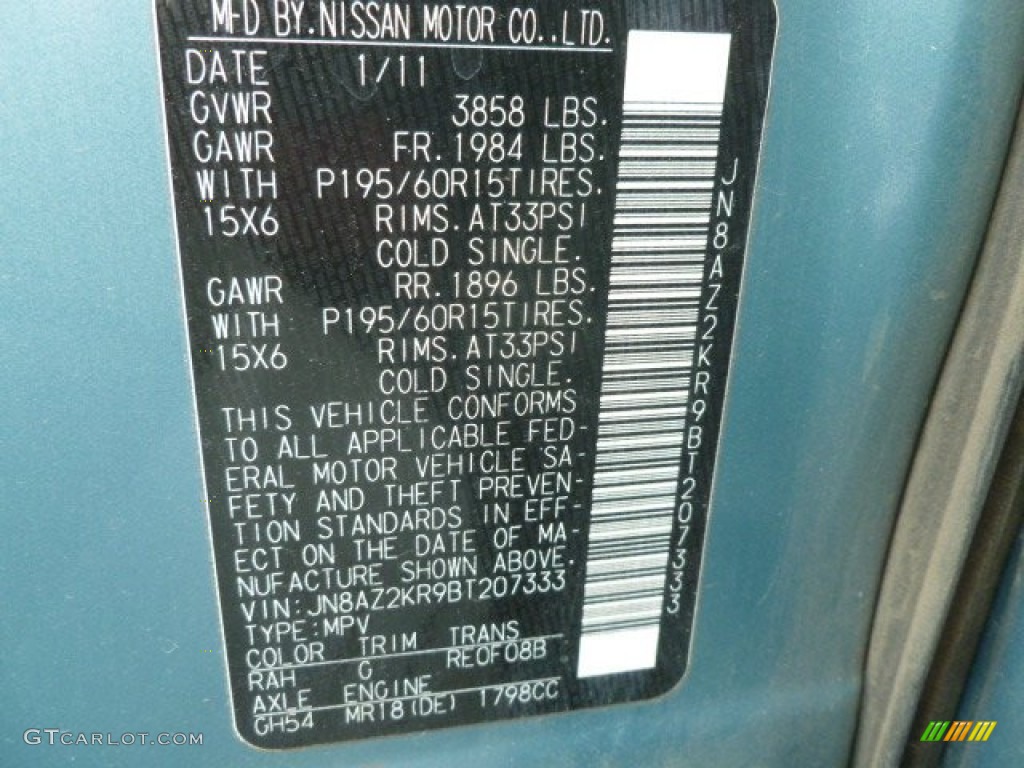 MFD BY.NISSAN MOTOR CO.,LTD.
DATE 1/11
GVWR 3858 LBS.
GAWR FR. 1984 LBS.
WITH P195/60R15TIRES.
15X6 RIMS. AT33PSI
COLD SINGLE.
GAWR RR. 1896 LBS.
WITH P195/60R15TIRES.
15X6 RIMS. AT33PSI
COLD SINGLE.
THIS VEHICLE CONFORMS
TO ALL APPLICABLE FED-
ERAL MOTOR VEHICLE SA-
FETY AND THEFT PREVEN-
TION STANDARDS IN EFF-
ECT ON THE DATE OF MA-
NUFACTURE SHOWN ABOVE.
VIN:JN8AZ2KR9BT207333
TYPE:MPV
COLOR TRIM TRANS
RAH G RE0F08B
AXLE ENGINE
GH54 MR18(DE) 1798CC
JN8AZ2KR9BT207333
GTCarLot.com